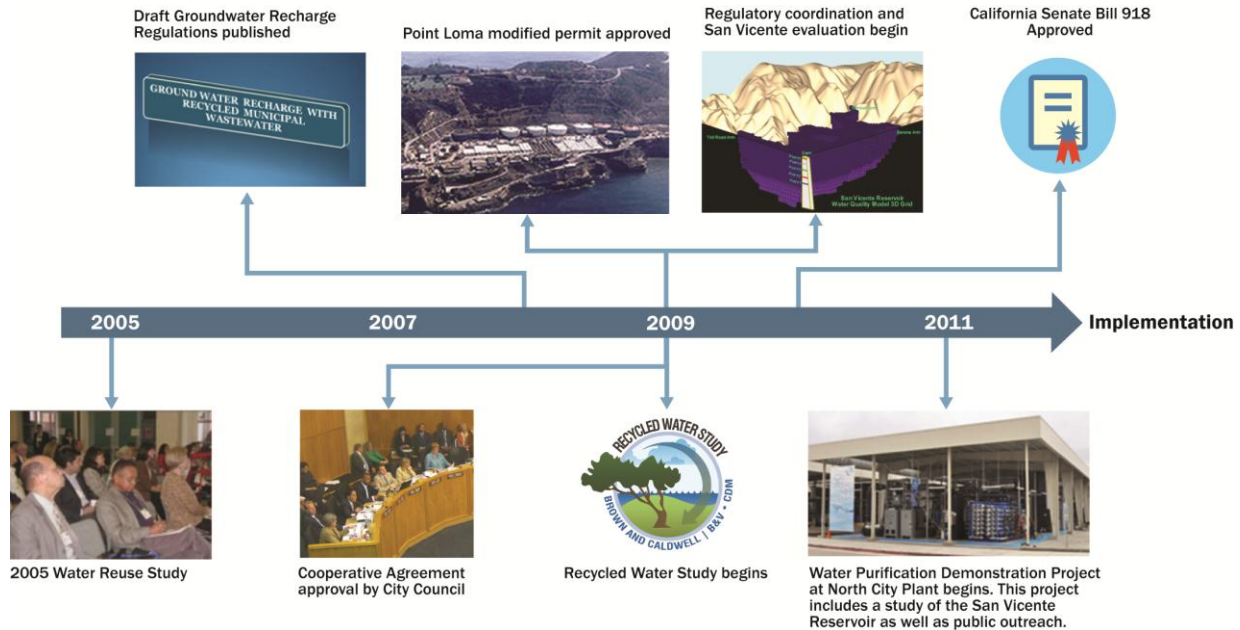 Draft Groundwater Recharge
Regulations published
Point Loma modified permit approved
Regulatory coordination and
San Vicente evaluation begin
California Senate Bill 918
Approved
GROUND WATER RECHARGE WITH
RECYCLED MUNICIPAL
WASTEWATER
San Vicente Reservoir
Water Quality Model 3D Grid
2005
2007
2009
2011
Implementation
RECYCLED WATER STUDY
BROWN AND CALDWELL | B&V • CDM
2005 Water Reuse Study
Cooperative Agreement
approval by City Council
Recycled Water Study begins
Water Purification Demonstration Project
at North City Plant begins. This project
includes a study of the San Vicente
Reservoir as well as public outreach.